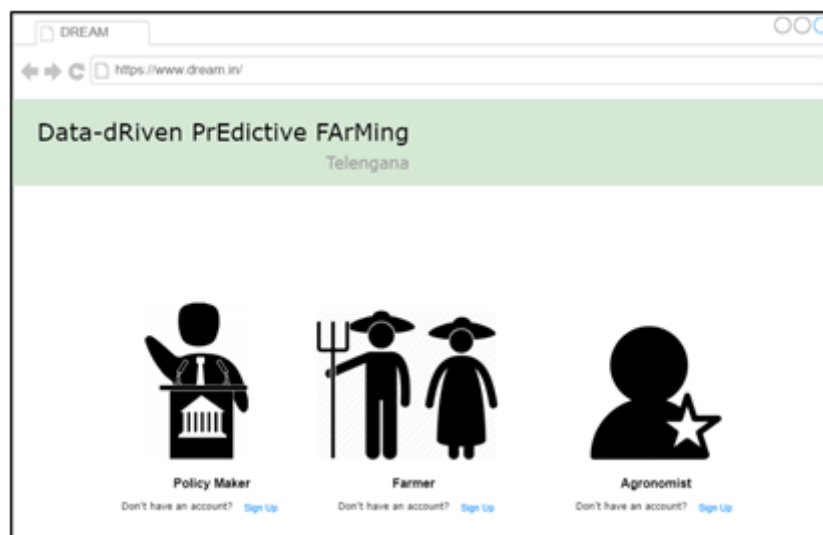 DREAM
https://www.dream.in/
Data-dRiven PrEdictive FArMing
Telengana
Policy Maker
Farmer
Agronomist
Don't have an account? Sign Up
Don't have an account? Sign Up
Don't have an account? Sign Up